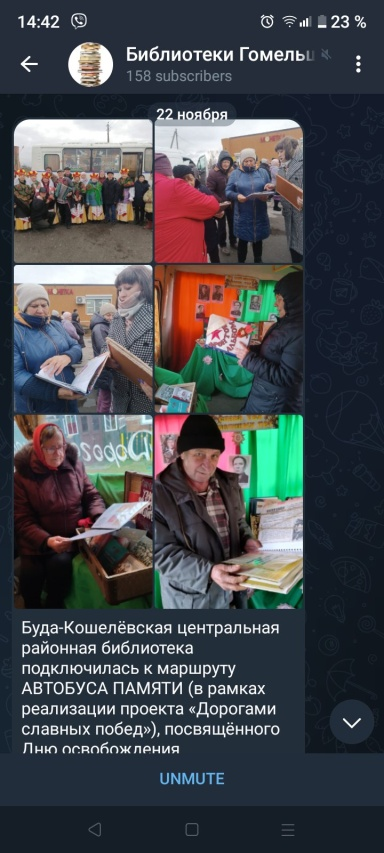 14:42
23 %
Библиотеки Гомельщ
158 subscribers
22 ноября
Буда-Кошелёвская центральная
районная библиотека
подключилась к маршруту
АВТОБУСА ПАМЯТИ (в рамках
реализации проекта «Дорогами
славных побед»), посвящённого
Дню освобождения
UNMUTE